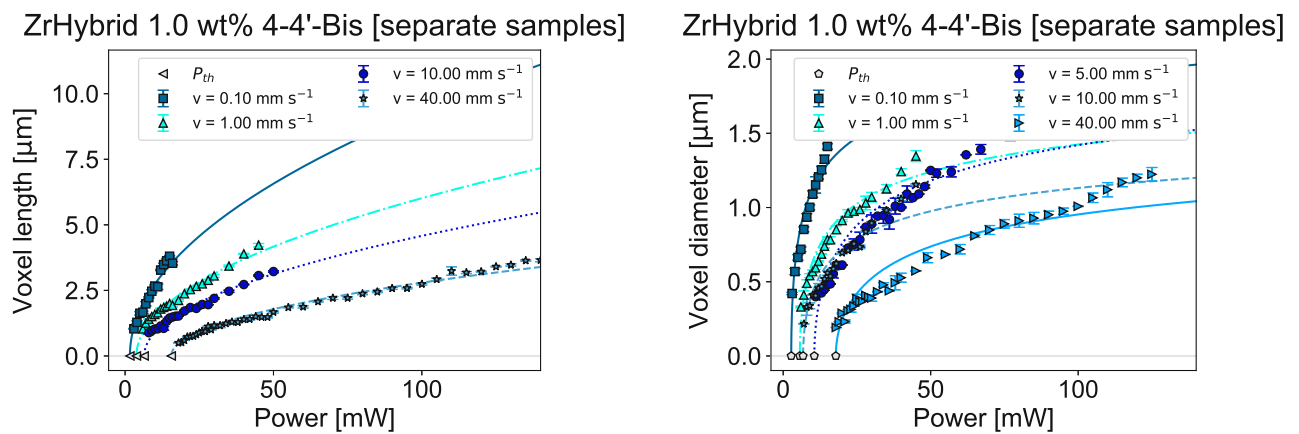 ZrHybrid 1.0 wt% 4-4'-Bis [separate samples]
P_th
v = 0.10 mm s⁻¹
v = 1.00 mm s⁻¹
v = 10.00 mm s⁻¹
v = 40.00 mm s⁻¹
10.0
7.5
5.0
2.5
0.0
Voxel length [µm]
0
100
Power [mW]
ZrHybrid 1.0 wt% 4-4'-Bis [separate samples]
P_th
v = 0.10 mm s⁻¹
v = 1.00 mm s⁻¹
v = 5.00 mm s⁻¹
v = 10.00 mm s⁻¹
v = 40.00 mm s⁻¹
2.0
1.5
1.0
0.5
0.0
Voxel diameter [µm]
0
50
100
Power [mW]